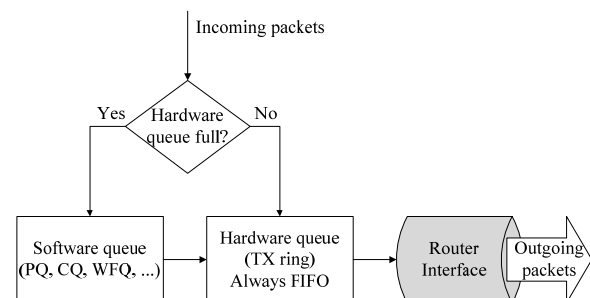 Incoming packets
Yes
No
Hardware
queue full?
Software queue
(PQ, CQ, WFQ, ...)
Hardware queue
(TX ring)
Always FIFO
Router
Interface
Outgoing
packets